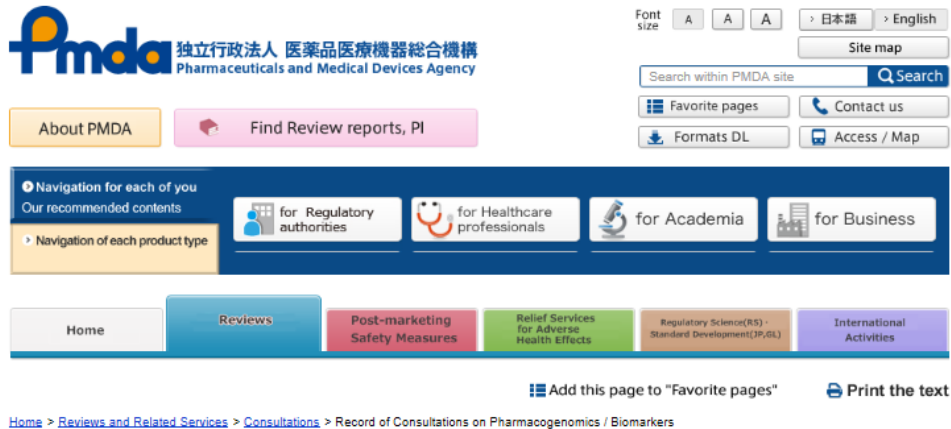 Font size A A A 日本語 English
Pmda 独立行政法人 医薬品医療機器総合機構
Pharmaceuticals and Medical Devices Agency
Site map
Search within PMDA site Search
Favorite pages Contact us
About PMDA Find Review reports, PI
Formats DL Access / Map
Navigation for each of you
Our recommended contents
Navigation of each product type
for Regulatory authorities
for Healthcare professionals
for Academia
for Business
Home
Reviews
Post-marketing
Safety Measures
Relief Services
for Adverse
Health Effects
Regulatory Science(RS) ·
Standard Development(JP,GL)
International
Activities
Add this page to "Favorite pages" Print the text
Home > Reviews and Related Services > Consultations > Record of Consultations on Pharmacogenomics / Biomarkers